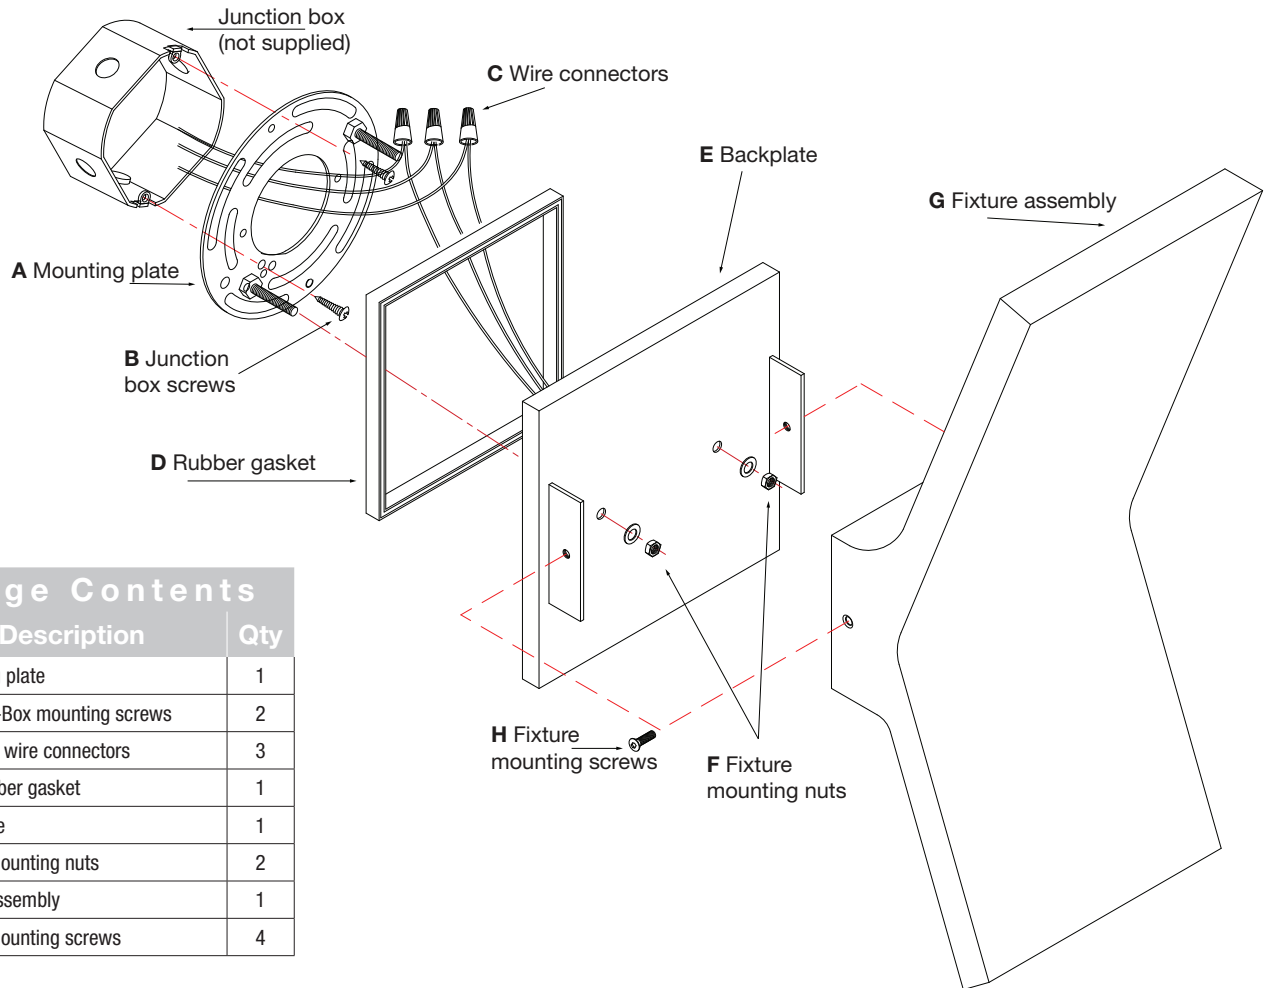 Junction box
(not supplied)
C Wire connectors
E Backplate
G Fixture assembly
A Mounting plate
B Junction
box screws
D Rubber gasket
H Fixture
mounting screws
F Fixture
mounting nuts
ge Contents
Description Qty
plate 1
-Box mounting screws 2
wire connectors 3
ber gasket 1
e 1
ounting nuts 2
ssembly 1
ounting screws 4